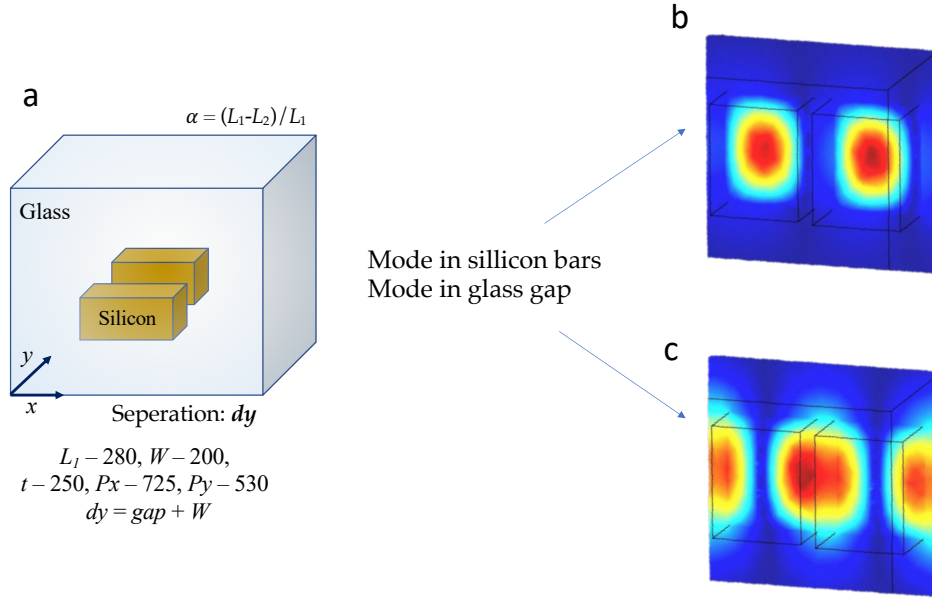 a
α = (L₁-L₂)/L₁
Glass
Silicon
y
x
Seperation: dy
L₁ – 280, W – 200,
t – 250, Px – 725, Py – 530
dy = gap + W
Mode in sillicon bars
Mode in glass gap
b
c